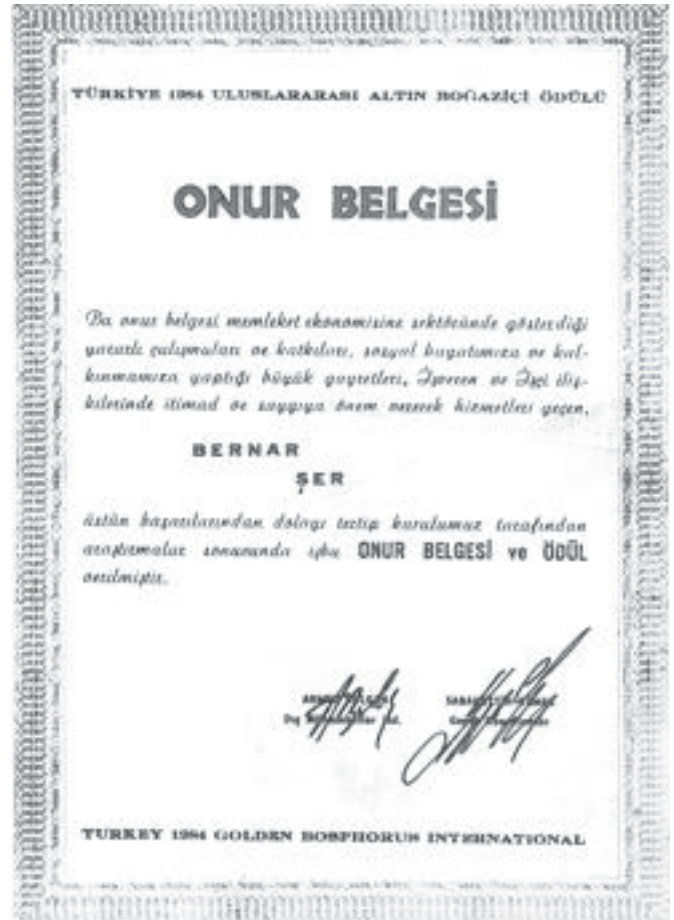 TÜRKİYE 1984 ULUSLARARASI ALTIN BOĞAZİÇİ ÖDÜLÜ
ONUR BELGESİ
Bu onur belgesi memleket ekonomisine sektöründe gösterdiği
yararlı çalışmaları ve katkıları, sosyal hayatımıza ve kal-
kınmamıza yaptığı büyük gayretleri, İşveren ve İşçi iliş-
kilerinde itimad ve saygıya önem vererek hizmetleri geçen,
BERNAR
ŞER
üstün başarılarından dolayı tertip kurulumuz tarafından
araştırmalar sonucunda işbu ONUR BELGESİ ve ÖDÜL
verilmiştir.
Dış
TURKEY 1984 GOLDEN BOSPHORUS INTERNATIONAL